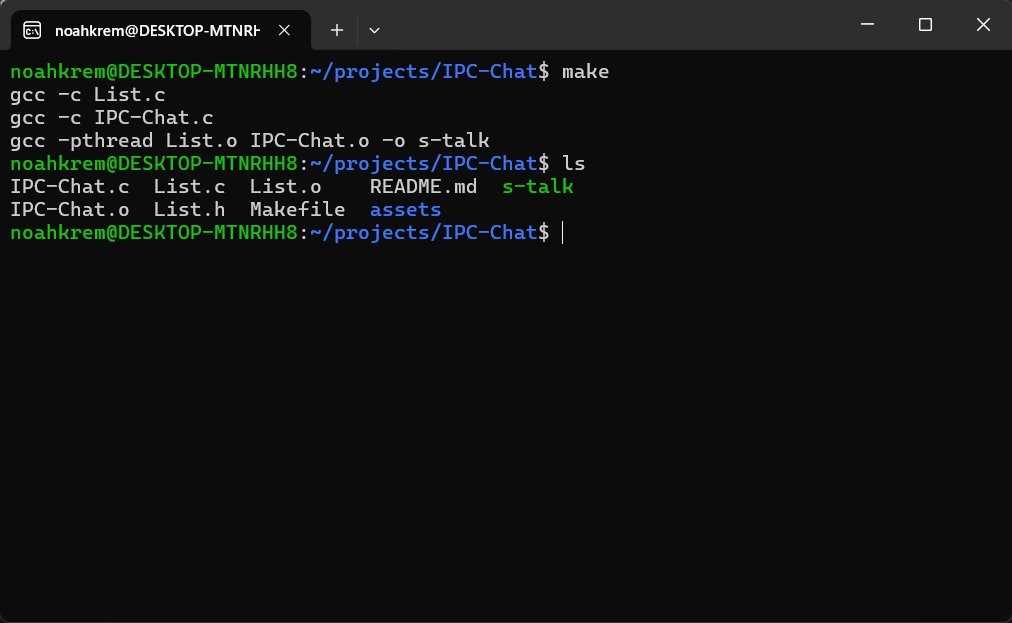 noahkrem@DESKTOP-MTNRH
noahkrem@DESKTOP-MTNRHH8:~/projects/IPC-Chat$ make
gcc -c List.c
gcc -c IPC-Chat.c
gcc -pthread List.o IPC-Chat.o -o s-talk
noahkrem@DESKTOP-MTNRHH8:~/projects/IPC-Chat$ ls
IPC-Chat.c  List.c  List.o    README.md  s-talk
IPC-Chat.o  List.h  Makefile  assets
noahkrem@DESKTOP-MTNRHH8:~/projects/IPC-Chat$